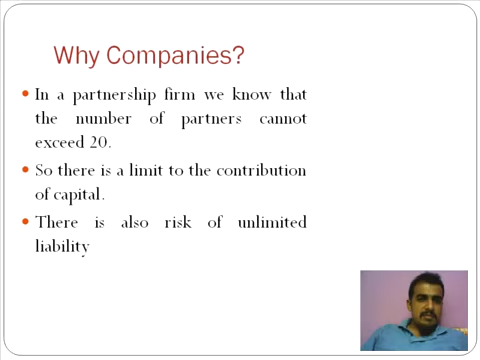 Why Companies?
In a partnership firm we know that
the number of partners cannot
exceed 20.
So there is a limit to the contribution
of capital.
There is also risk of unlimited
liability